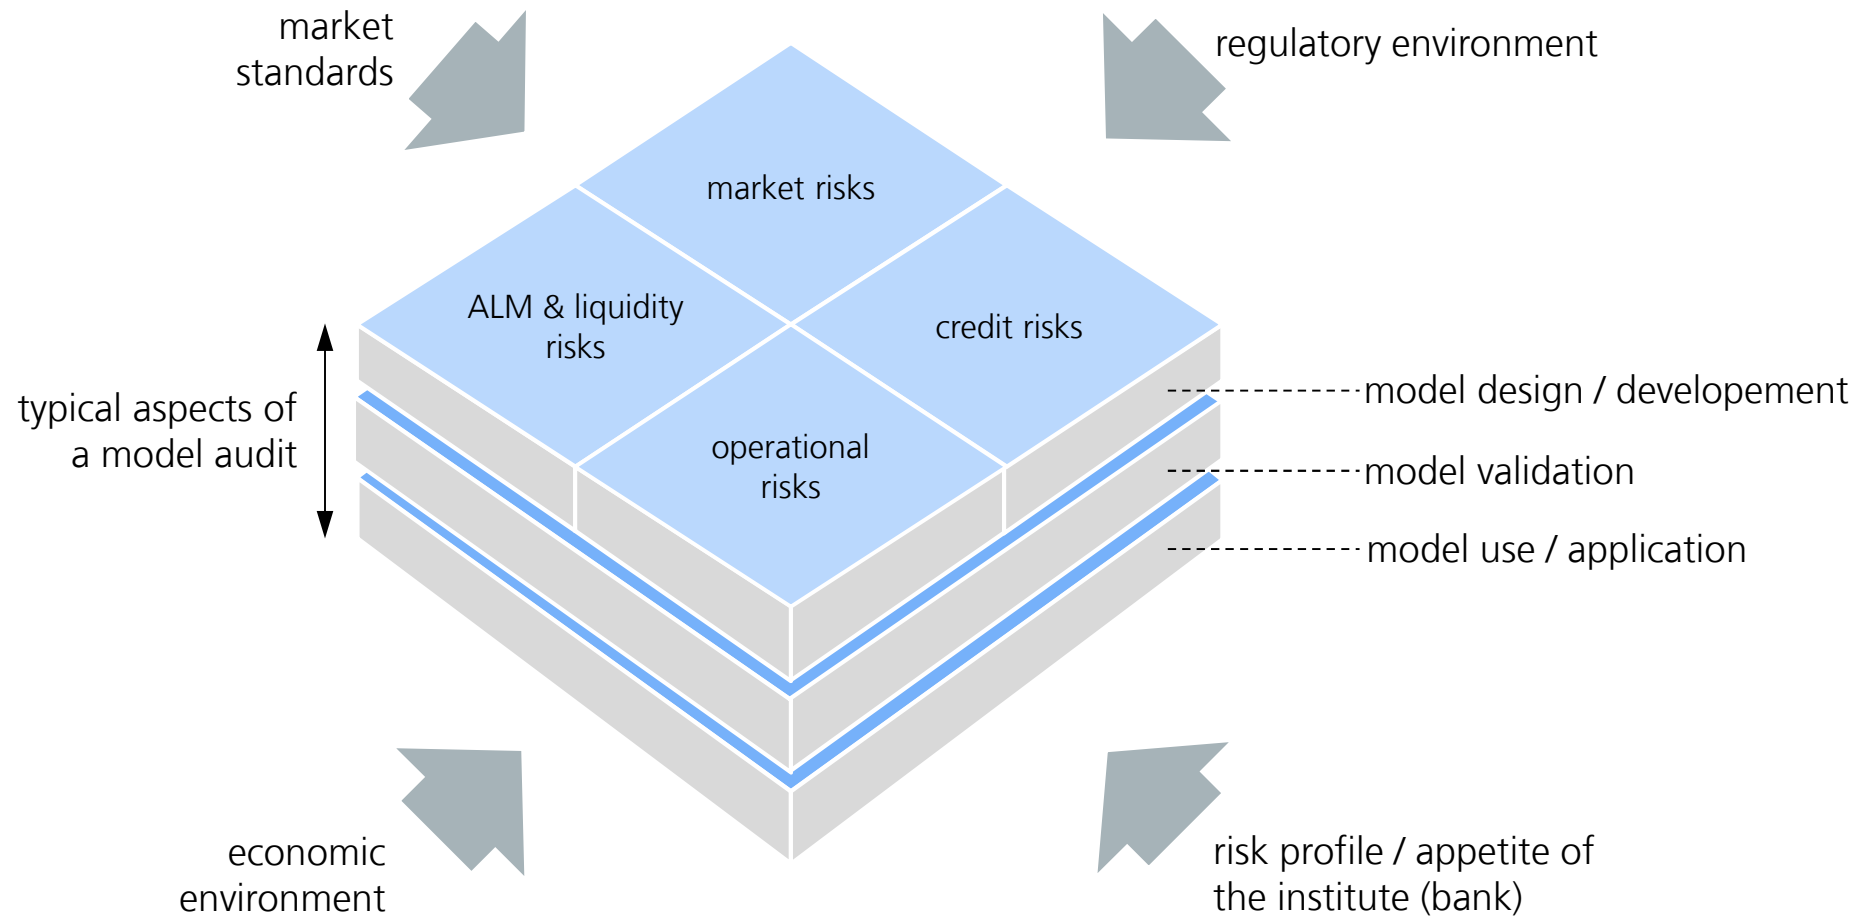 market
standards
regulatory environment
market risks
ALM & liquidity
risks
credit risks
typical aspects of
a model audit
model design / developement
operational
risks
model validation
model use / application
economic
environment
risk profile / appetite of
the institute (bank)